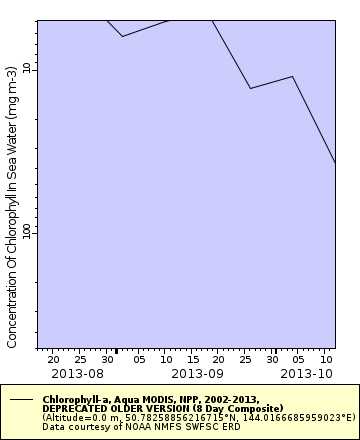 Concentration Of Chlorophyll In Sea Water (mg m-3)
10
100
20 25 30 05 10 15 20 25 30 05 10
2013-08 2013-09 2013-10
Chlorophyll-a, Aqua MODIS, NPP, 2002-2013,
DEPRECATED OLDER VERSION (8 Day Composite)
(Altitude=0.0 m, 50.78258856216715°N, 144.0166685959023°E)
Data courtesy of NOAA NMFS SWFSC ERD